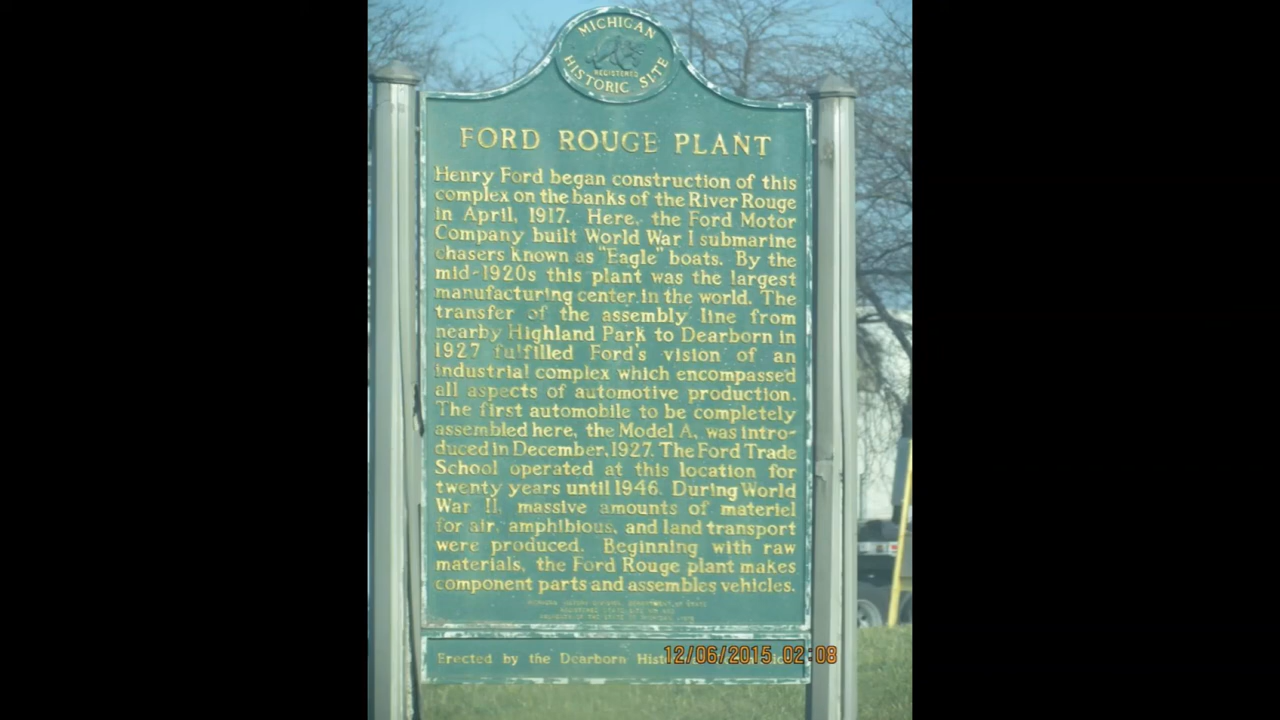 MICHIGAN
REGISTERED
HISTORIC SITE
FORD ROUGE PLANT
Henry Ford began construction of this
complex on the banks of the River Rouge
in April, 1917. Here, the Ford Motor
Company built World War I submarine
chasers known as "Eagle" boats. By the
mid-1920s this plant was the largest
manufacturing center in the world. The
transfer of the assembly line from
nearby Highland Park to Dearborn in
1927 fulfilled Ford's vision of an
industrial complex which encompassed
all aspects of automotive production.
The first automobile to be completely
assembled here, the Model A, was intro-
duced in December, 1927. The Ford Trade
School operated at this location for
twenty years until 1946. During World
War II, massive amounts of materiel
for air, amphibious, and land transport
were produced. Beginning with raw
materials, the Ford Rouge plant makes
component parts and assembles vehicles.
Erected by the Dearborn
12/06/2015 02:08